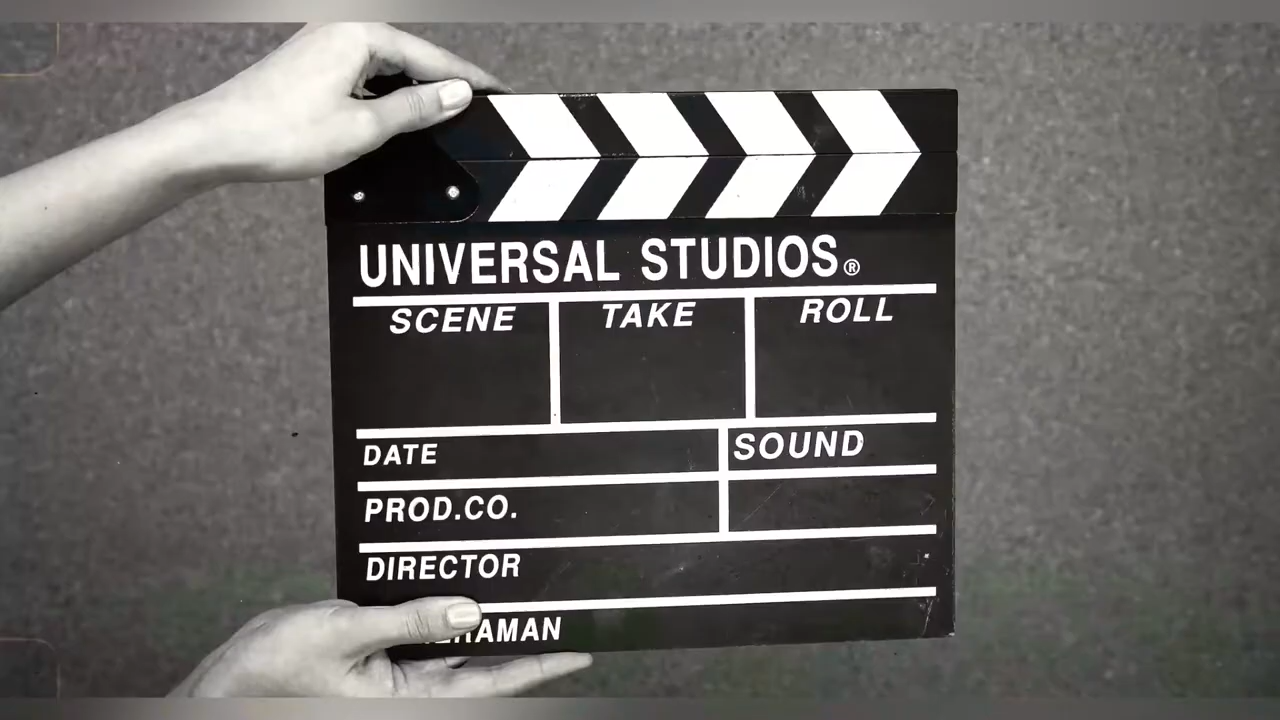 UNIVERSAL STUDIOS®
SCENE TAKE ROLL
DATE SOUND
PROD.CO.
DIRECTOR